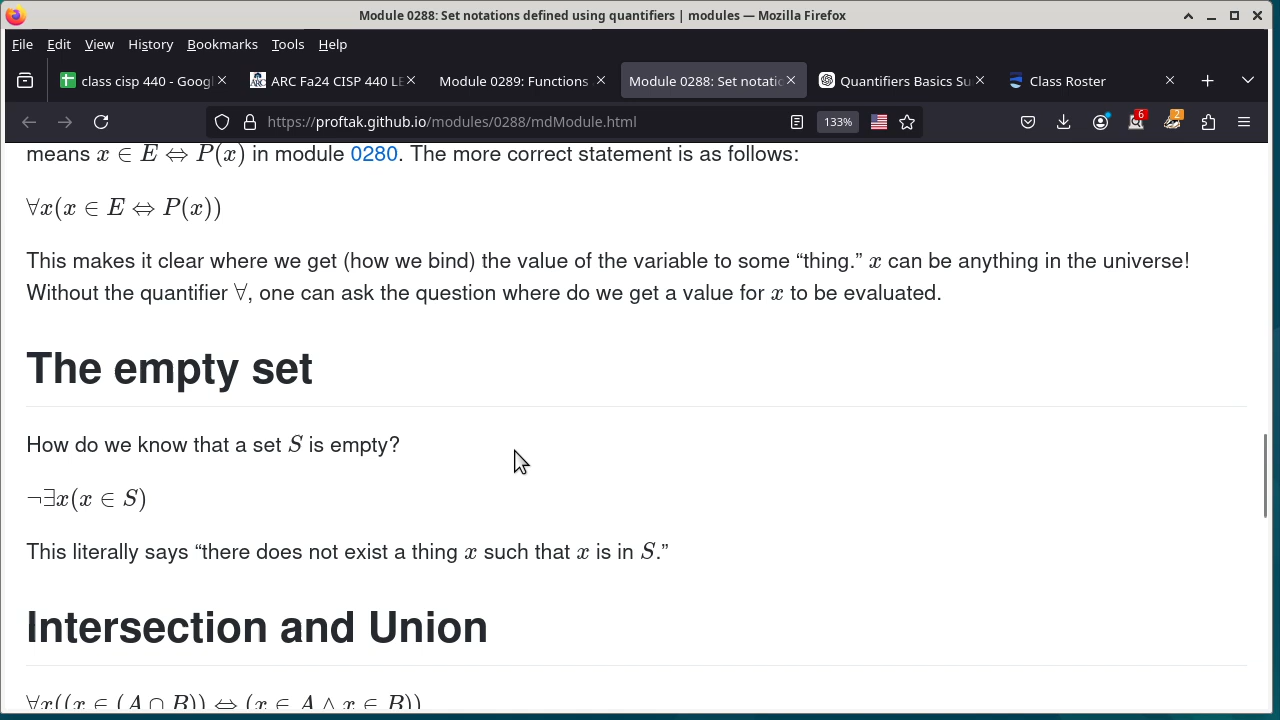 Module 0288: Set notations defined using quantifiers | modules — Mozilla Firefox
File Edit View History Bookmarks Tools Help
class cisp 440 - Googl ARC Fa24 CISP 440 LE Module 0289: Functions Module 0288: Set notatic Quantifiers Basics Su Class Roster
https://proftak.github.io/modules/0288/mdModule.html 133% 6 2
means x ∈ E ⇔ P(x) in module 0280. The more correct statement is as follows:
∀x(x ∈ E ⇔ P(x))
This makes it clear where we get (how we bind) the value of the variable to some “thing.” x can be anything in the universe!
Without the quantifier ∀, one can ask the question where do we get a value for x to be evaluated.
The empty set
How do we know that a set S is empty?
¬∃x(x ∈ S)
This literally says “there does not exist a thing x such that x is in S.”
Intersection and Union
∀x((x ∈ (A ∩ B)) ⇔ (x ∈ A ∧ x ∈ B))